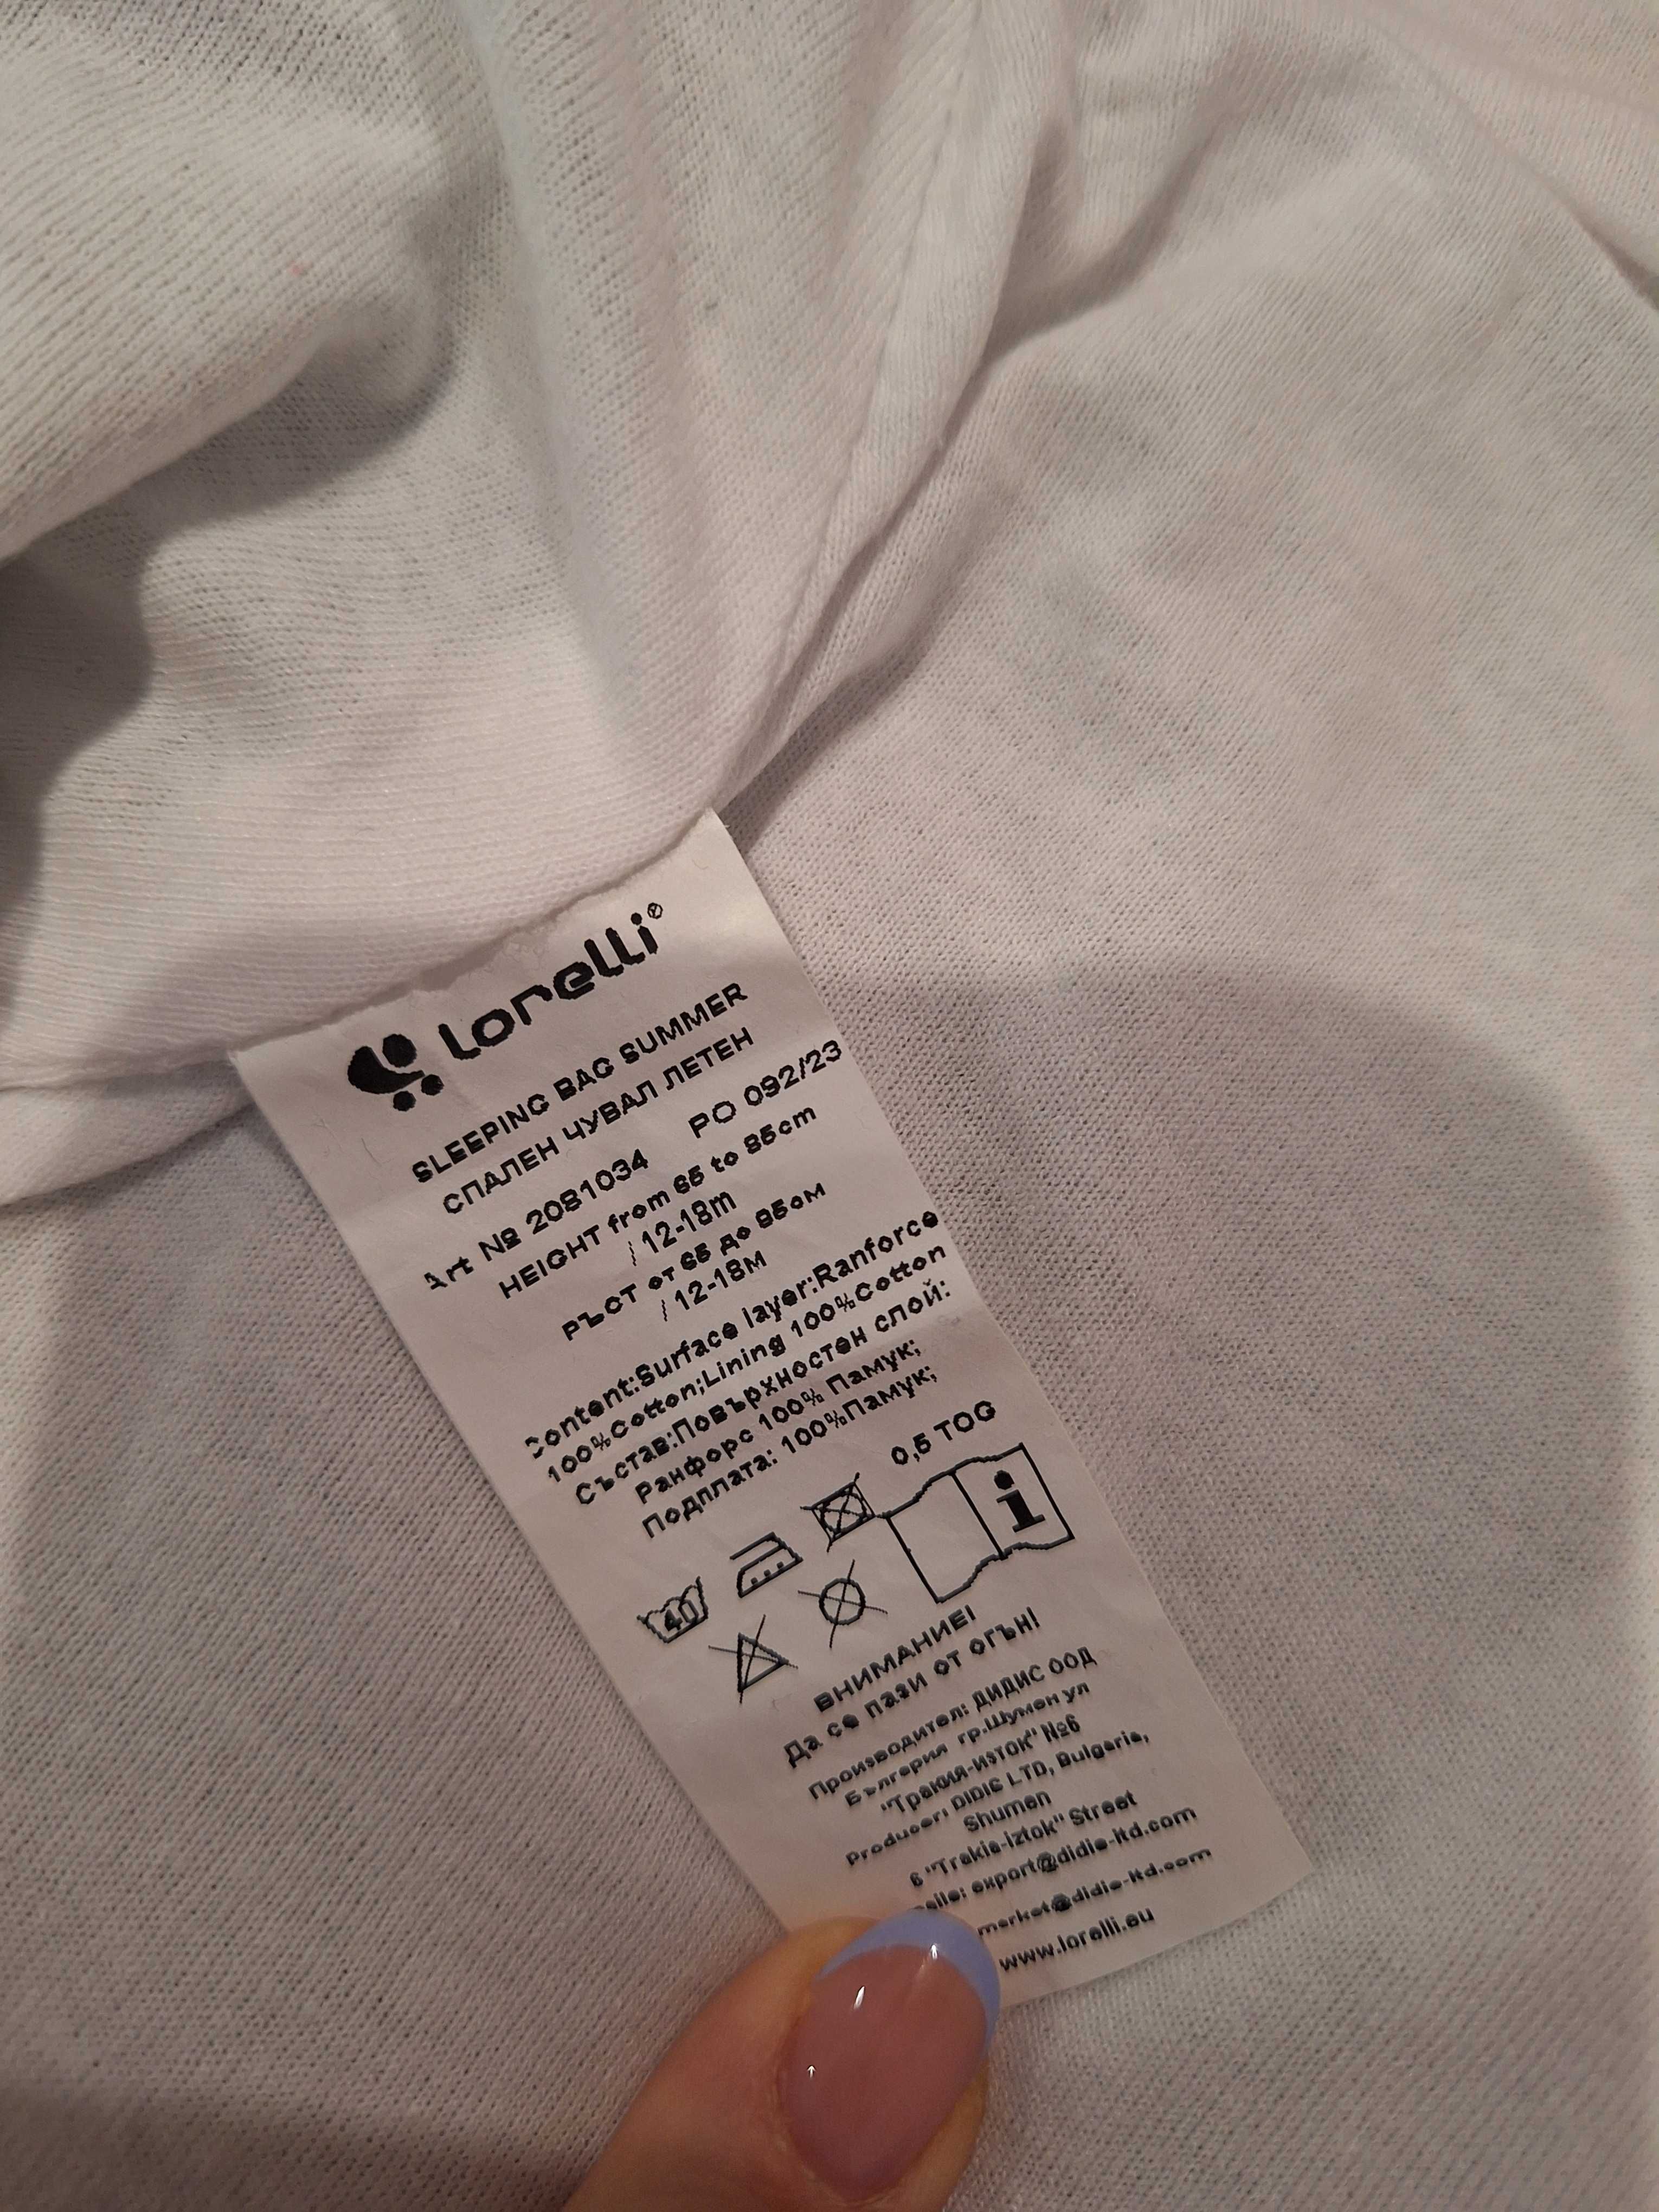 Lorelli®
SLEEPING BAG SUMMER
СПАЛЕН ЧУВАЛ ЛЕТЕН
Art № 2081034 PO 092/23
HEIGHT from 65 to 85cm
/ 12-18m
РЪСТ от 65 до 85см
/ 12-18м
Content:Surface layer:Ranforce
100%Cotton;Lining 100%Cotton
Състав:Повърхностен слой:
Ранфорс 100% Памук;
Подплата: 100%Памук;
0,5 TOG
40
i
ВНИМАНИЕ!
Да се пази от огън!
Производител: ДИДИС ООД
България гр.Шумен ул
"Тракия-изток" №6
Producer: DIDIS LTD, Bulgaria,
Shumen
6 "Trakia-iztok" Street
export@didis-ltd.com
market@didis-ltd.com
www.lorelli.eu